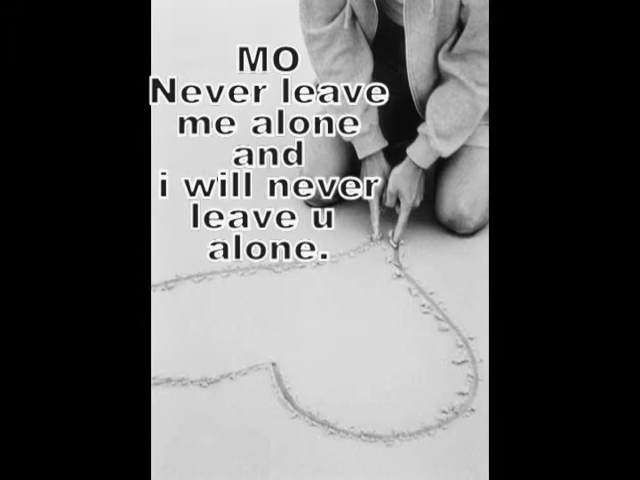 MO
Never leave
me alone
and
i will never
leave u
alone.